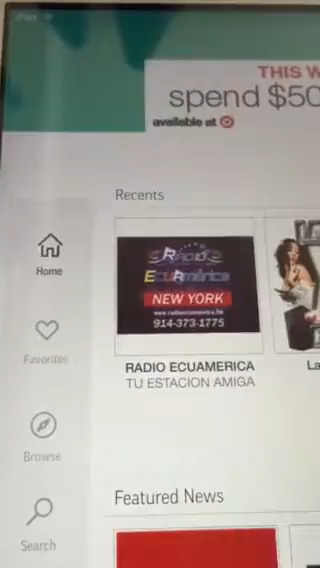 THIS W
spend $50
available at
Recents
Home
Favorites
Browse
Search
RADIO
ECUAmérica
NEW YORK
914-373-1775
RADIO ECUAMERICA
TU ESTACION AMIGA
La
Featured News